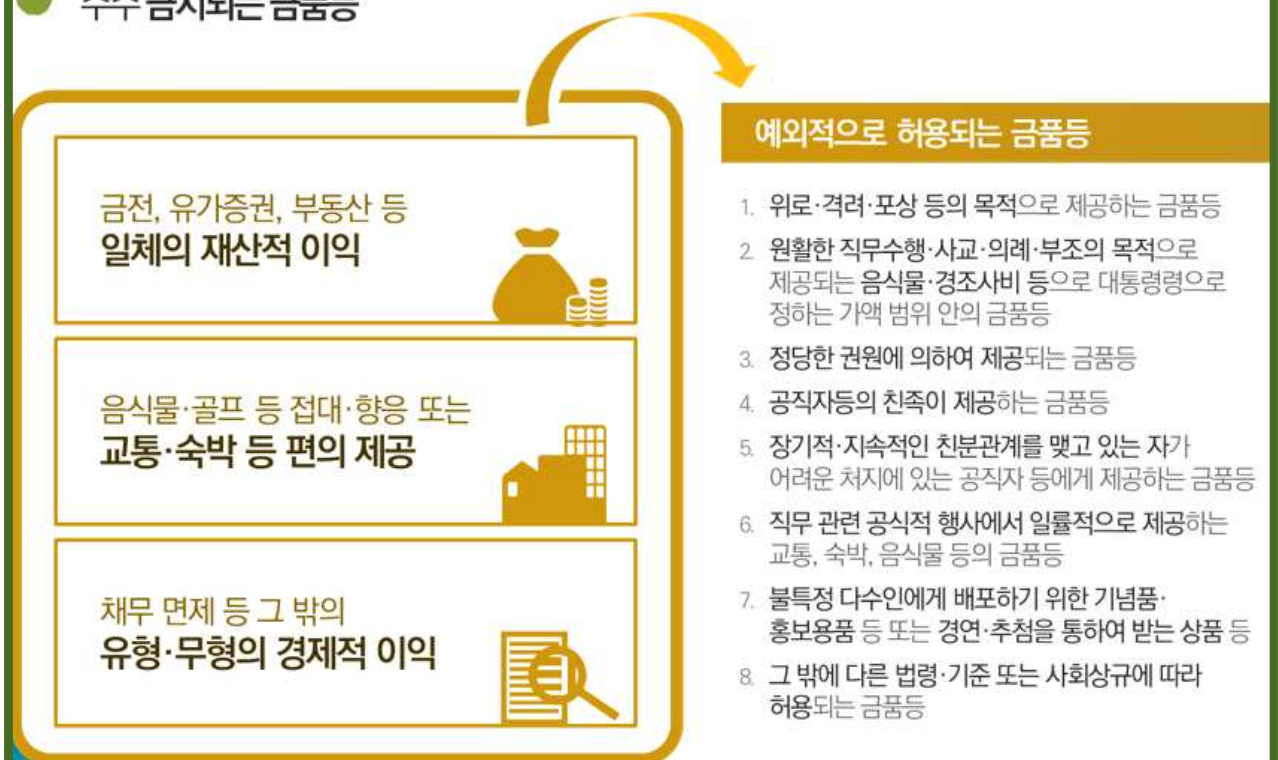 수수 금지되는 금품등
금전, 유가증권, 부동산 등
일체의 재산적 이익
음식물·골프 등 접대·향응 또는
교통·숙박 등 편의 제공
채무 면제 등 그 밖의
유형·무형의 경제적 이익
예외적으로 허용되는 금품등
1. 위로·격려·포상 등의 목적으로 제공하는 금품등
2. 원활한 직무수행·사교·의례·부조의 목적으로
제공되는 음식물·경조사비 등으로 대통령령으로
정하는 가액 범위 안의 금품등
3. 정당한 권원에 의하여 제공되는 금품등
4. 공직자등의 친족이 제공하는 금품등
5. 장기적·지속적인 친분관계를 맺고 있는 자가
어려운 처지에 있는 공직자 등에게 제공하는 금품등
6. 직무 관련 공식적 행사에서 일률적으로 제공하는
교통, 숙박, 음식물 등의 금품등
7. 불특정 다수인에게 배포하기 위한 기념품·
홍보용품 등 또는 경연·추첨을 통하여 받는 상품 등
8. 그 밖에 다른 법령·기준 또는 사회상규에 따라
허용되는 금품등